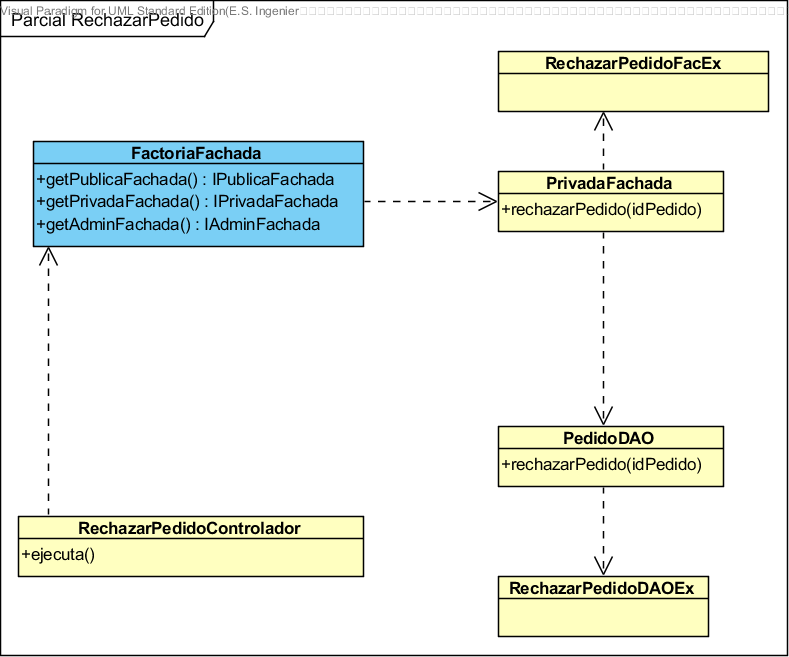 Visual Paradigm for UML Standard Edition(E.S. Ingenier
Parcial RechazarPedido
RechazarPedidoFacEx
FactoriaFachada
+getPublicaFachada() : IPublicaFachada
+getPrivadaFachada() : IPrivadaFachada
+getAdminFachada() : IAdminFachada
PrivadaFachada
+rechazarPedido(idPedido)
PedidoDAO
+rechazarPedido(idPedido)
RechazarPedidoControlador
+ejecuta()
RechazarPedidoDAOEx